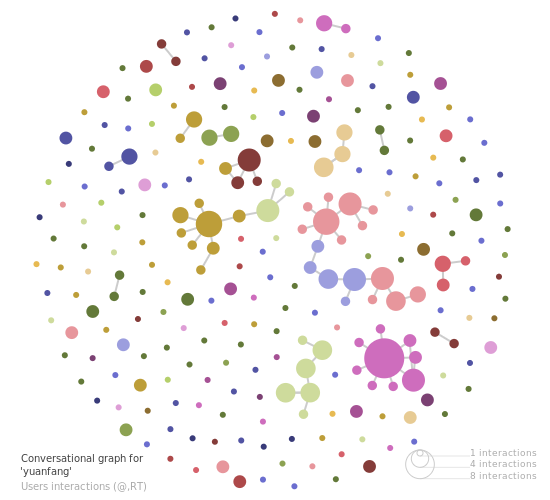 Conversational graph for
'yuanfang'
Users interactions (@,RT)
1 interactions
4 interactions
8 interactions